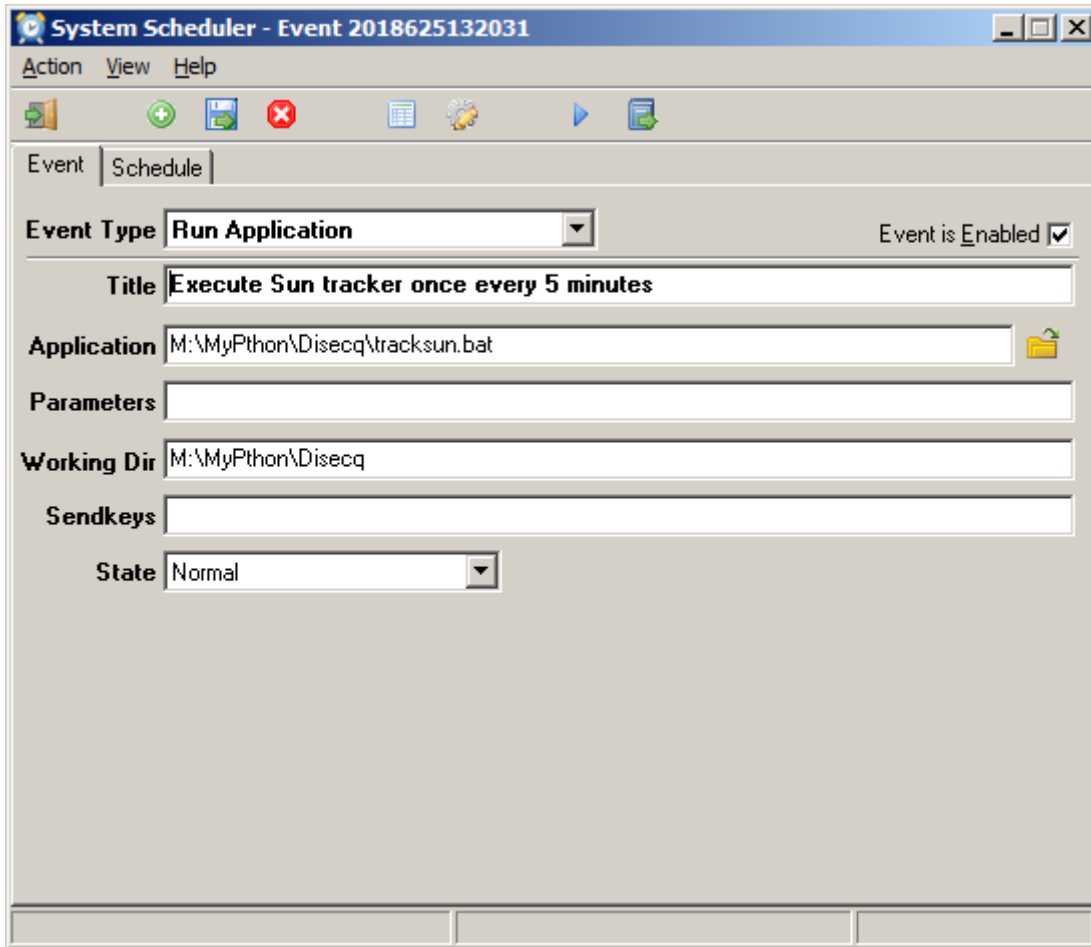 System Scheduler - Event 2018625132031
Action View Help
Event Schedule
Event Type Run Application Event is Enabled
Title Execute Sun tracker once every 5 minutes
Application M:\MyPthon\Disecq\tracksun.bat
Parameters
Working Dir M:\MyPthon\Disecq
Sendkeys
State Normal